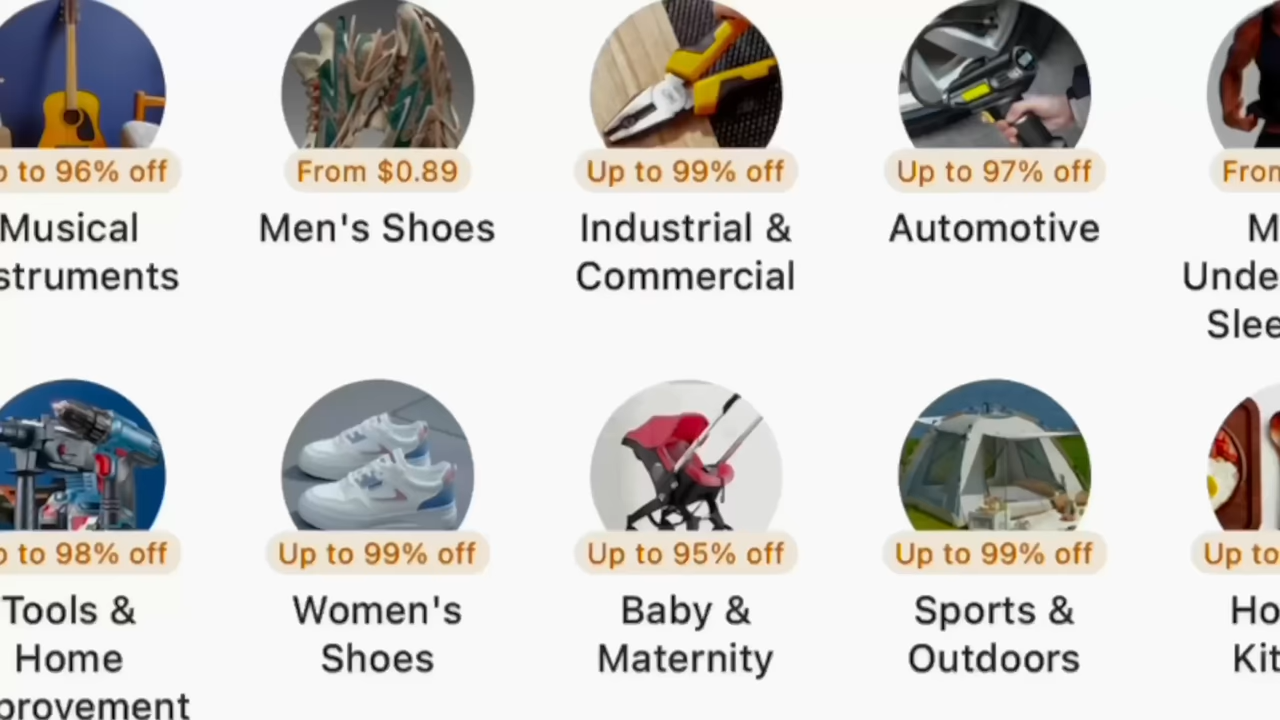 p to 96% off
From $0.89
Up to 99% off
Up to 97% off
From
Musical
struments
Men's Shoes
Industrial &
Commercial
Automotive
M
Unde
Slee
p to 98% off
Up to 99% off
Up to 95% off
Up to 99% off
Up to
Tools &
Home
provement
Women's
Shoes
Baby &
Maternity
Sports &
Outdoors
Ho
Kit